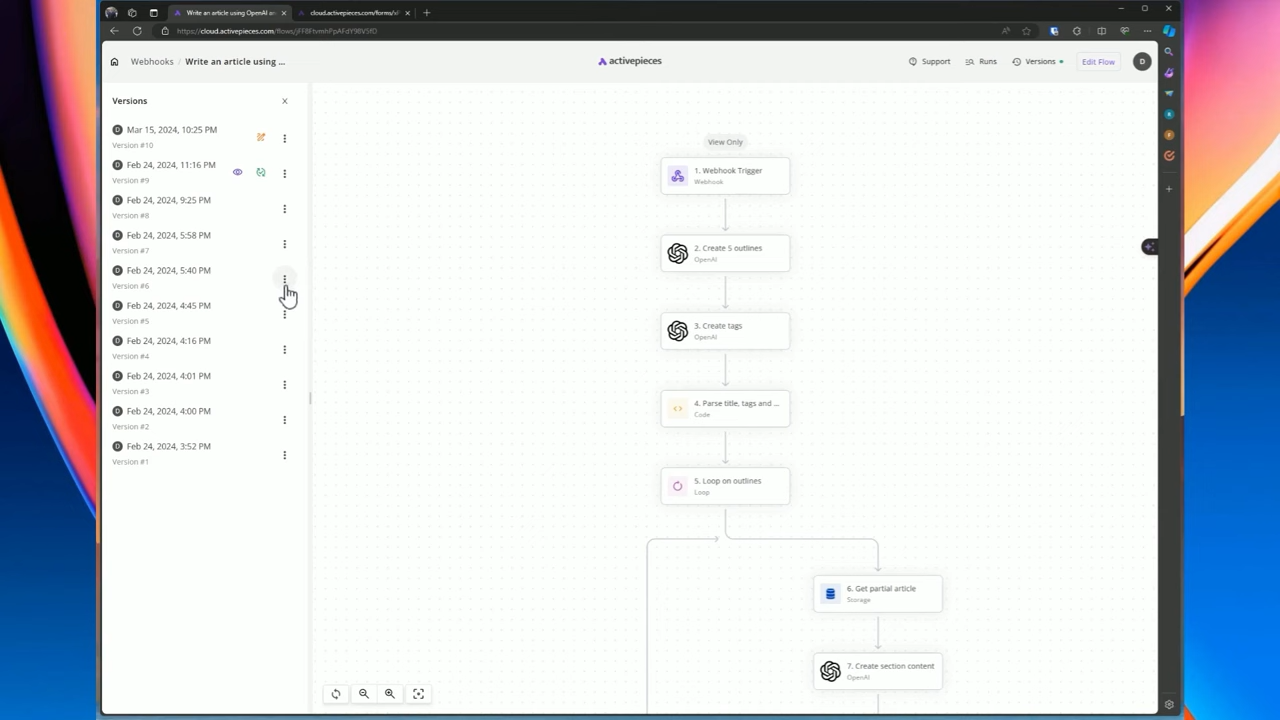 Write an article using OpenAI an
cloud.activepieces.com/forms/xl
https://cloud.activepieces.com/flows/jFF8FtvmhFpAFdY98V5fD
Webhooks / Write an article using ...
activepieces
Support
Runs
Versions
Edit Flow
D
Versions
D Mar 15, 2024, 10:25 PM
Version #10
D Feb 24, 2024, 11:16 PM
Version #9
D Feb 24, 2024, 9:25 PM
Version #8
D Feb 24, 2024, 5:58 PM
Version #7
D Feb 24, 2024, 5:40 PM
Version #6
D Feb 24, 2024, 4:45 PM
Version #5
D Feb 24, 2024, 4:16 PM
Version #4
D Feb 24, 2024, 4:01 PM
Version #3
D Feb 24, 2024, 4:00 PM
Version #2
D Feb 24, 2024, 3:52 PM
Version #1
View Only
1. Webhook Trigger
Webhook
2. Create 5 outlines
OpenAI
3. Create tags
OpenAI
4. Parse title, tags and ...
Code
5. Loop on outlines
Loop
6. Get partial article
Storage
7. Create section content
OpenAI